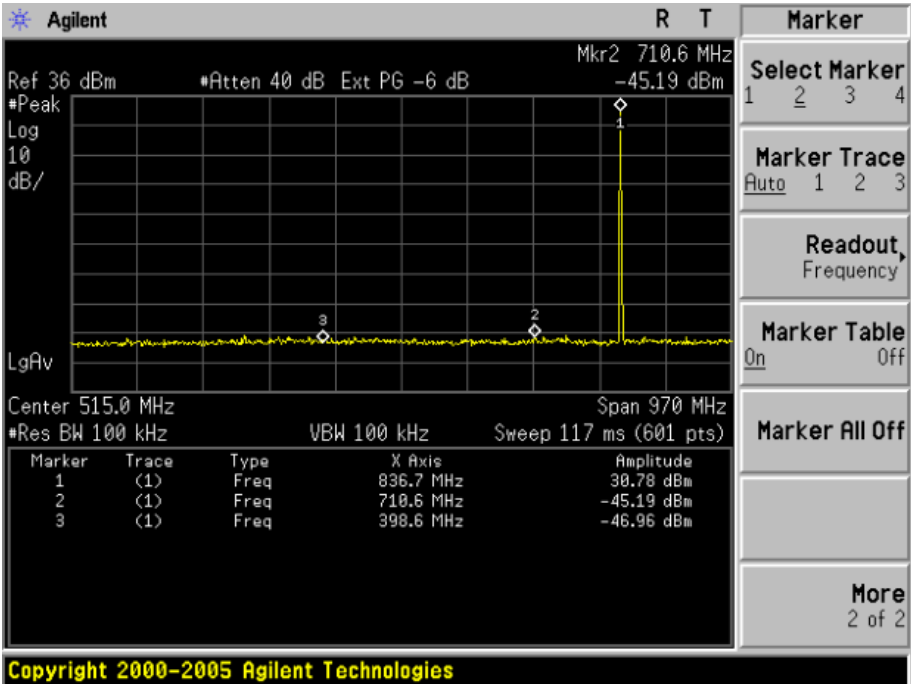 Agilent R T
Mkr2 710.6 MHz
Ref 36 dBm #Atten 40 dB Ext PG -6 dB -45.19 dBm
#Peak
Log
10
dB/
1
3
2
LgAv
Center 515.0 MHz Span 970 MHz
#Res BW 100 kHz VBW 100 kHz Sweep 117 ms (601 pts)
Marker Trace Type X Axis Amplitude
1 (1) Freq 836.7 MHz 30.78 dBm
2 (1) Freq 710.6 MHz -45.19 dBm
3 (1) Freq 398.6 MHz -46.96 dBm
Marker
Select Marker
1 2 3 4
Marker Trace
Auto 1 2 3
Readout
Frequency
Marker Table
On Off
Marker All Off
More
2 of 2
Copyright 2000-2005 Agilent Technologies